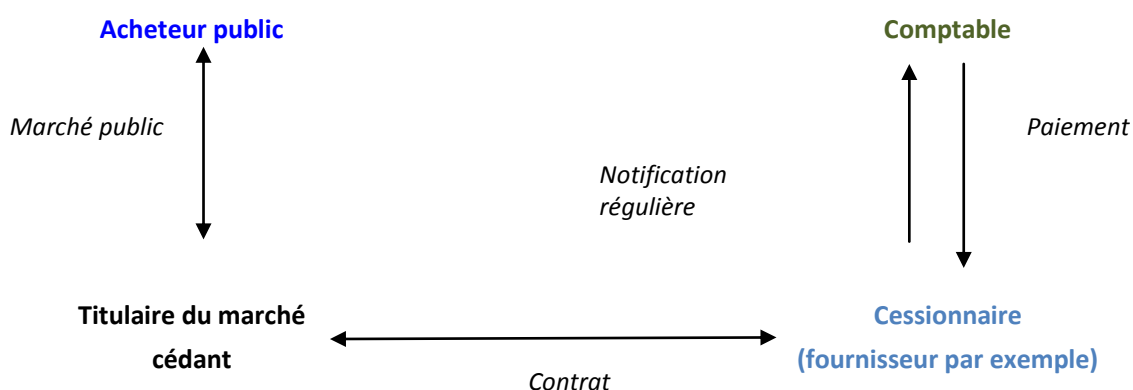 Acheteur public
Comptable
Marché public
Paiement
Notification
régulière
Titulaire du marché
cédant
Cessionnaire
(fournisseur par exemple)
Contrat